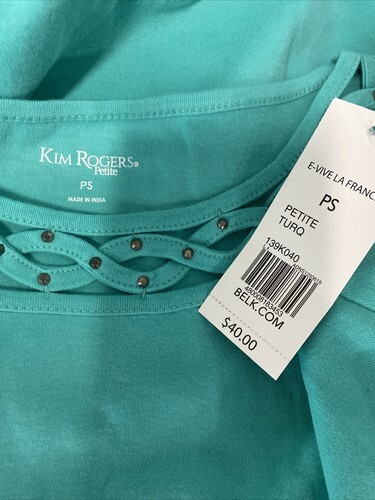 KIM ROGERS®
Petite
PS
MADE IN INDIA
E-VIVE LA FRANC
PS
PETITE
TURQ
139K040
BELK.COM
$40.00